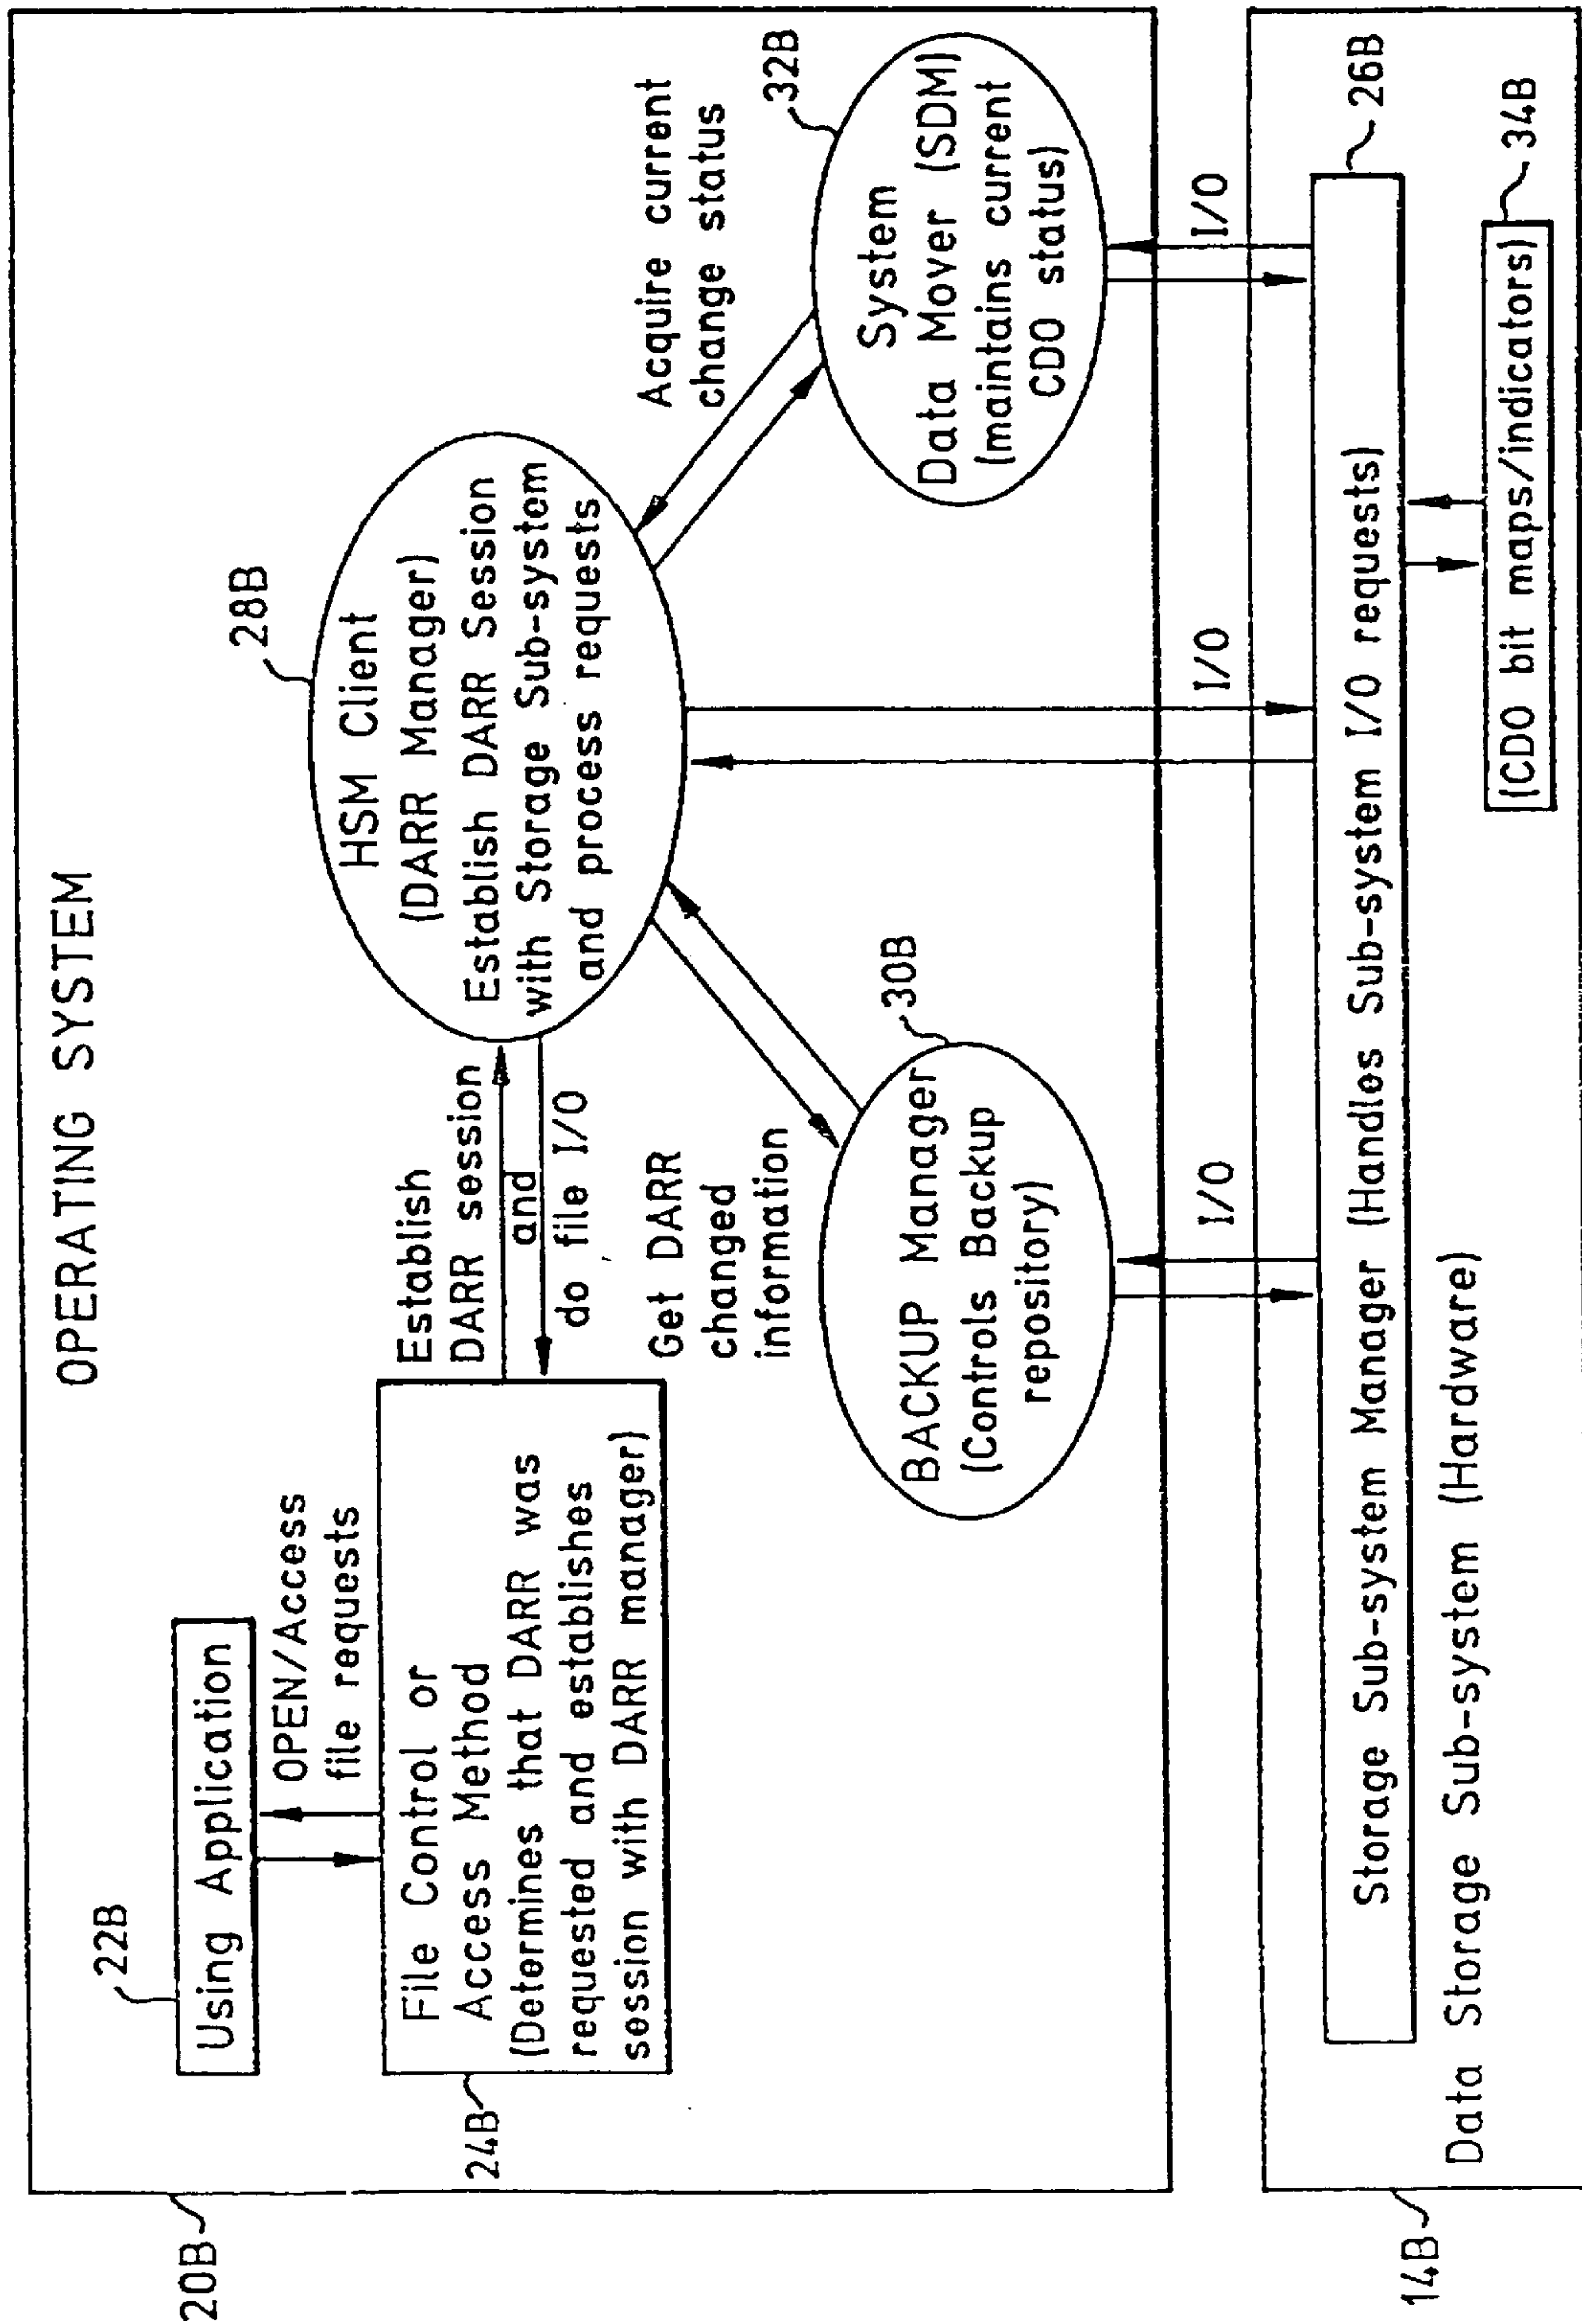 OPERATING SYSTEM
20B
22B
Using Application
OPEN/Access
file requests
24B
File Control or
Access Method
(Determines that DARR was
requested and establishes
session with DARR manager)
Establish
DARR session
and
do file I/O
28B
HSM Client
(DARR Manager)
Establish DARR Session
with Storage Sub-system
and process requests
Get DARR
changed
information
30B
BACKUP Manager
(Controls Backup
repository)
Acquire current
change status
32B
System
Data Mover (SDM)
(maintains current
CDO status)
I/O
I/O
I/O
14B
26B
Storage Sub-system Manager (Handles Sub-system I/O requests)
34B
(CDO bit maps/indicators)
Data Storage Sub-system (Hardware)